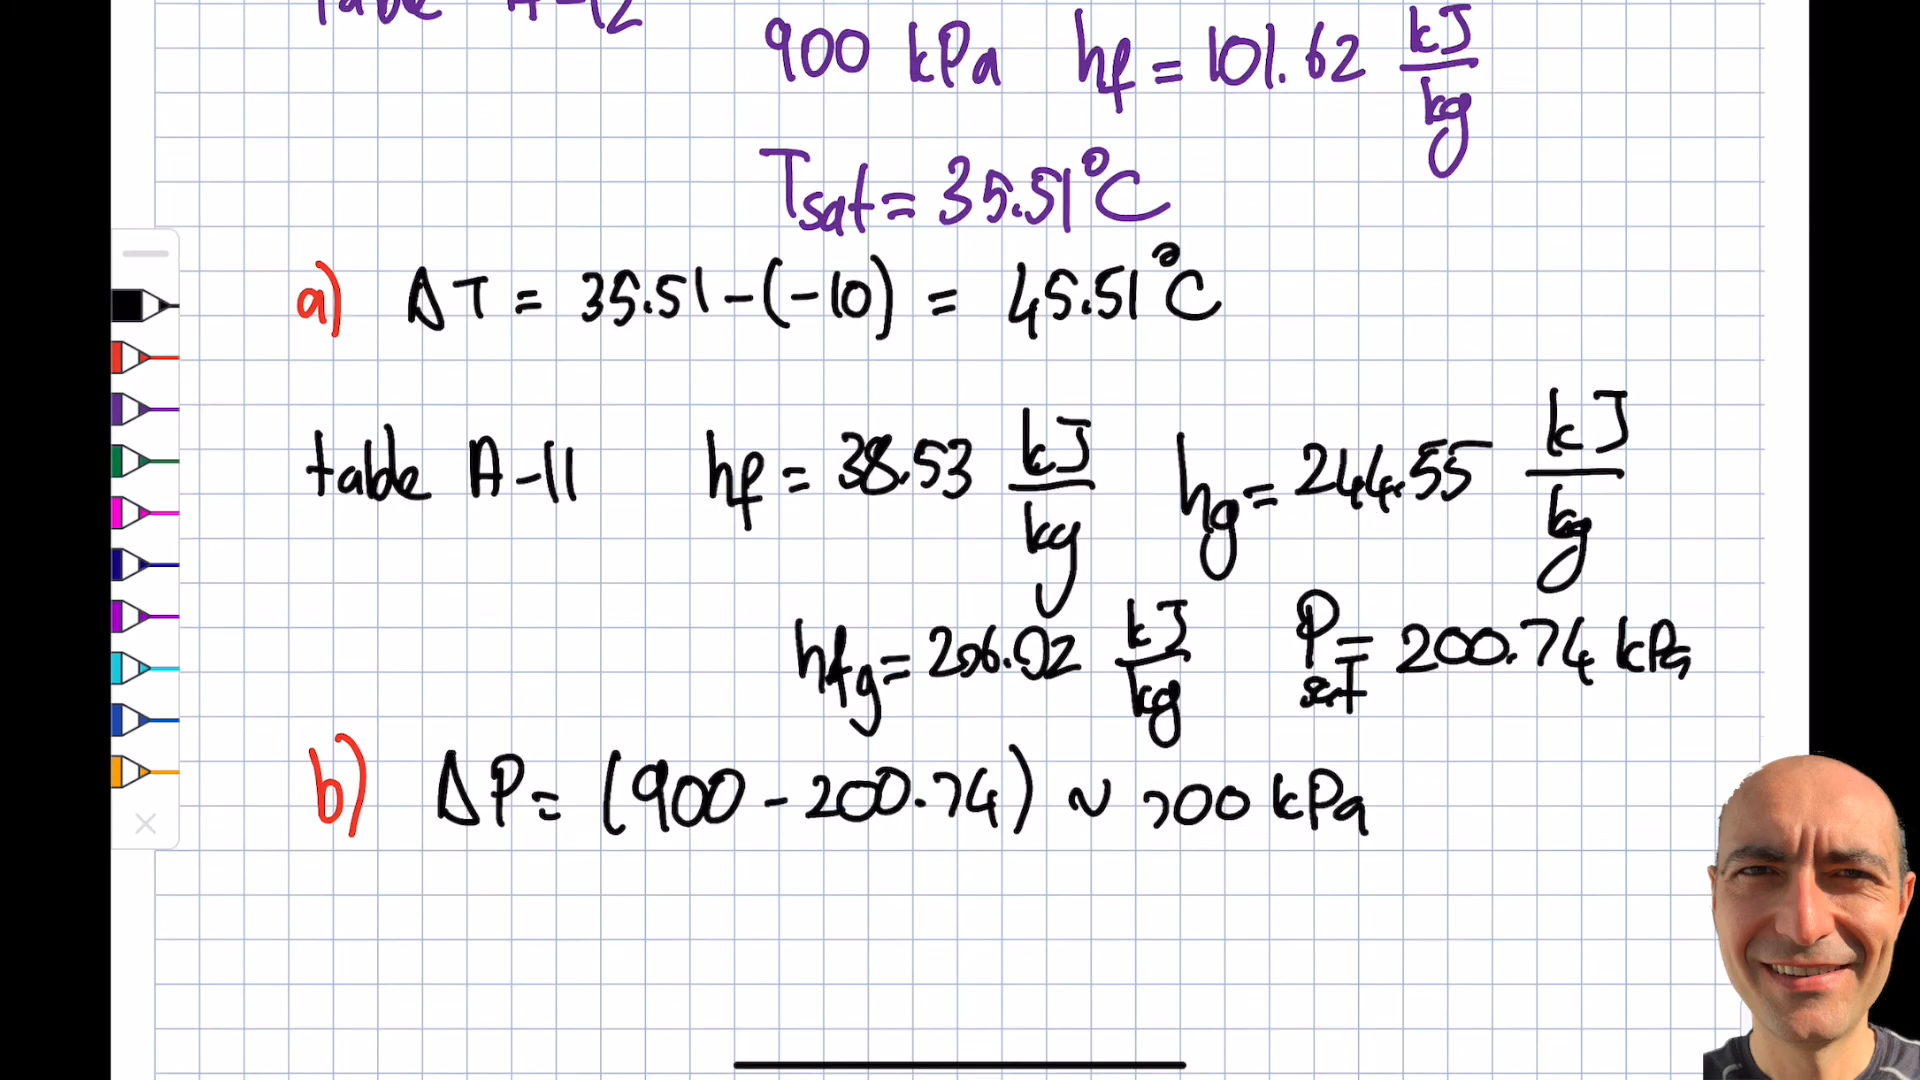 table A-12
900 kPa hf = 101.62 kJ/kg
Tsat = 35.51°C
a) ΔT = 35.51 - (-10) = 45.51°C
table A-11 hf = 38.53 kJ/kg hg = 244.55 kJ/kg
hfg = 206.02 kJ/kg Psat = 200.74 kPa
b) ΔP = (900 - 200.74) ~ 700 kPa